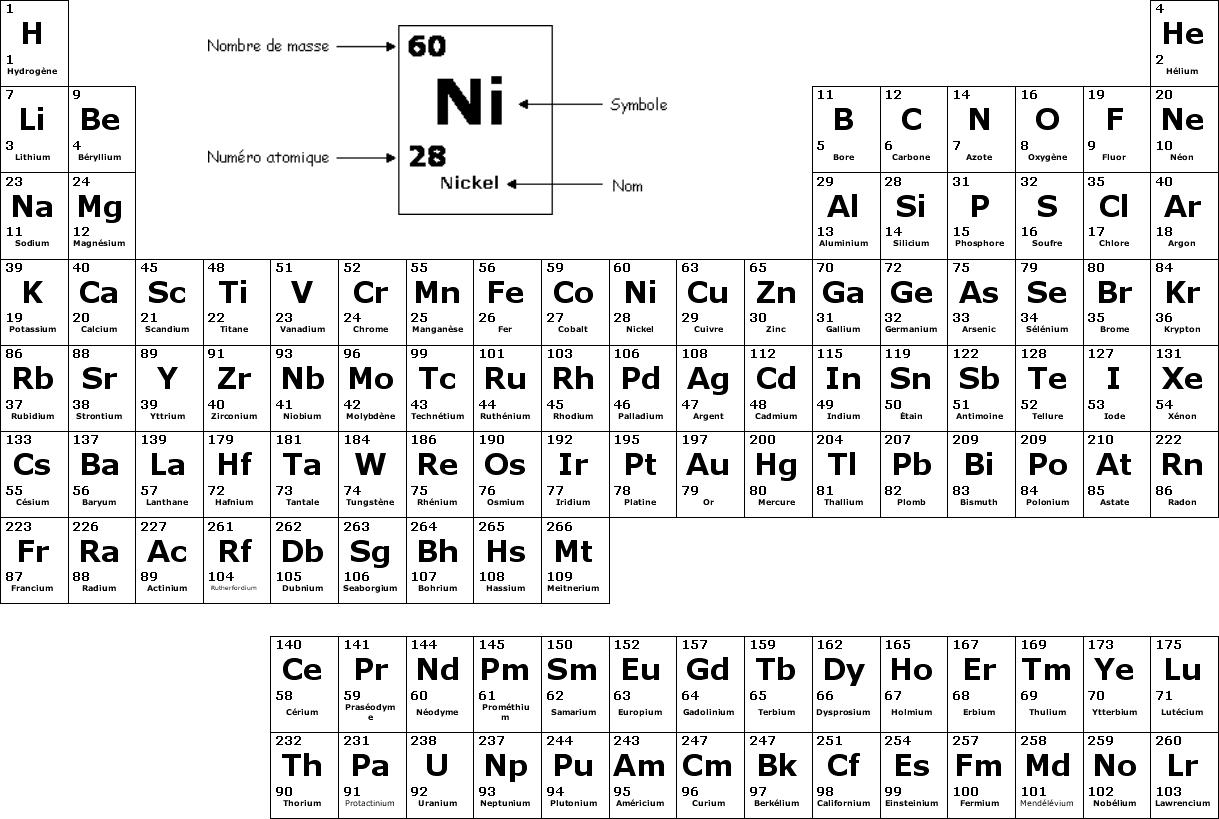 1 4
H Nombre de masse 60 He
1 2
Hydrogène Hélium
Ni Symbole
7 9 11 12 14 16 19 20
Li Be B C N O F Ne
3 4 Numéro atomique 28 5 6 7 8 9 10
Lithium Béryllium Bore Carbone Azote Oxygène Fluor Néon
Nickel Nom
23 24 29 28 31 32 35 40
Na Mg Al Si P S Cl Ar
11 12 13 14 15 16 17 18
Sodium Magnésium Aluminium Silicium Phosphore Soufre Chlore Argon
39 40 45 48 51 52 55 56 59 60 63 65 70 72 75 79 80 84
K Ca Sc Ti V Cr Mn Fe Co Ni Cu Zn Ga Ge As Se Br Kr
19 20 21 22 23 24 25 26 27 28 29 30 31 32 33 34 35 36
Potassium Calcium Scandium Titane Vanadium Chrome Manganèse Fer Cobalt Nickel Cuivre Zinc Gallium Germanium Arsenic Sélénium Brome Krypton
86 88 89 91 93 96 99 101 103 106 108 112 115 119 122 128 127 131
Rb Sr Y Zr Nb Mo Tc Ru Rh Pd Ag Cd In Sn Sb Te I Xe
37 38 39 40 41 42 43 44 45 46 47 48 49 50 51 52 53 54
Rubidium Strontium Yttrium Zirconium Niobium Molybdène Technétium Ruthénium Rhodium Palladium Argent Cadmium Indium Étain Antimoine Tellure Iode Xénon
133 137 139 179 181 184 186 190 192 195 197 200 204 207 209 209 210 222
Cs Ba La Hf Ta W Re Os Ir Pt Au Hg Tl Pb Bi Po At Rn
55 56 57 72 73 74 75 76 77 78 79 80 81 82 83 84 85 86
Césium Baryum Lanthane Hafnium Tantale Tungstène Rhénium Osmium Iridium Platine Or Mercure Thallium Plomb Bismuth Polonium Astate Radon
223 226 227 261 262 263 264 265 266
Fr Ra Ac Rf Db Sg Bh Hs Mt
87 88 89 104 105 106 107 108 109
Francium Radium Actinium Rutherfordium Dubnium Seaborgium Bohrium Hassium Meitnerium
140 141 144 145 150 152 157 159 162 165 167 169 173 175
Ce Pr Nd Pm Sm Eu Gd Tb Dy Ho Er Tm Ye Lu
58 59 60 61 62 63 64 65 66 67 68 69 70 71
Cérium Praséodym
e Néodyme Prométhiu
m Samarium Europium Gadolinium Terbium Dysprosium Holmium Erbium Thulium Ytterbium Lutécium
232 231 238 237 244 243 247 247 251 254 257 258 259 260
Th Pa U Np Pu Am Cm Bk Cf Es Fm Md No Lr
90 91 92 93 94 95 96 97 98 99 100 101 102 103
Thorium Protactinium Uranium Neptunium Plutonium Américium Curium Berkélium Californium Einsteinium Fermium Mendélévium Nobélium Lawrencium